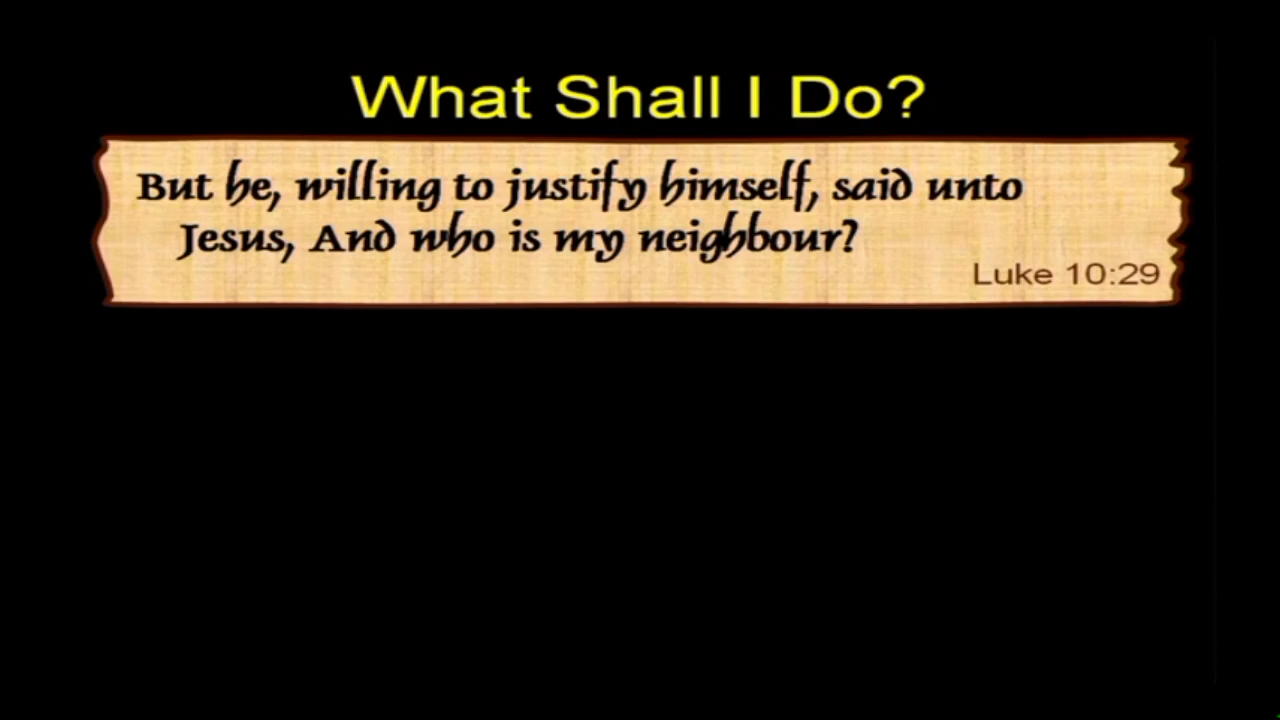 What Shall I Do?
But he, willing to justify himself, said unto
Jesus, And who is my neighbour?
Luke 10:29